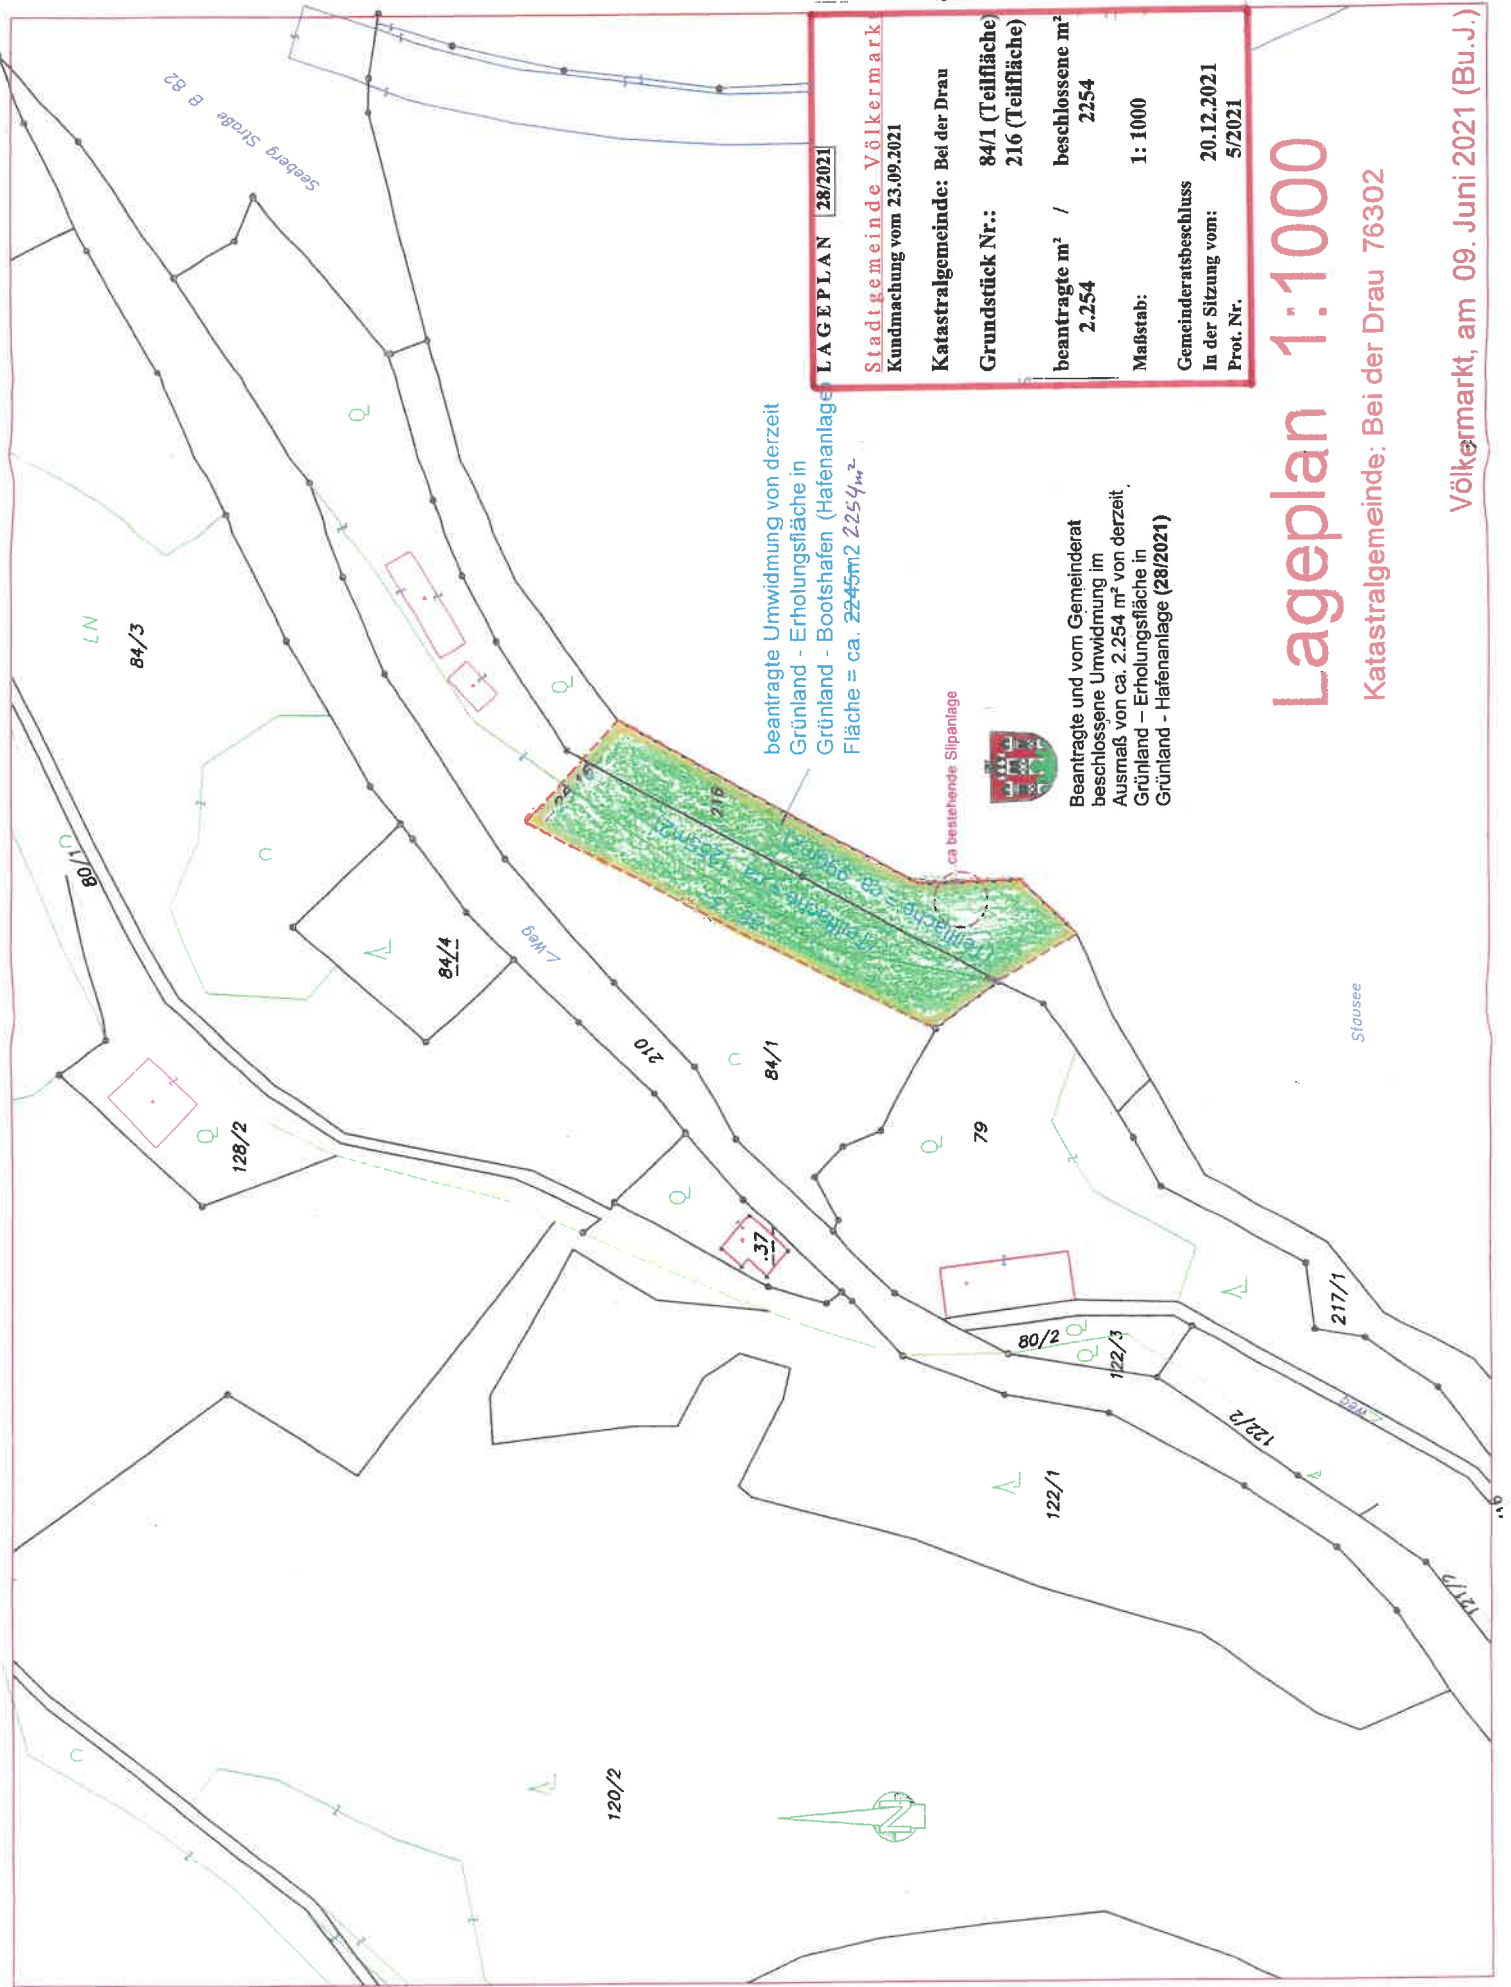 LAGEPLAN 28/2021
Stadtgemeinde Völkermarkt
Kundmachung vom 23.09.2021
Katastralgemeinde: Bei der Drau
Grundstück Nr.: 84/1 (Teilfläche)
216 (Teilfläche)
beantragte m² / beschlossene m²
2.254 2254
Maßstab: 1: 1000
Gemeinderatsbeschluss
In der Sitzung vom: 20.12.2021
Prot. Nr. 5/2021
beantragte Umwidmung von derzeit
Grünland - Erholungsfläche in
Grünland - Bootshafen (Hafenanlage)
Fläche = ca. 2245m2 2254m²
ca bestehende Slipanlage
Beantragte und vom Gemeinderat
beschlossene Umwidmung im
Ausmaß von ca. 2.254 m² von derzeit
Grünland – Erholungsfläche in
Grünland - Hafenanlage (28/2021)
Lageplan 1:1000
Katastralgemeinde: Bei der Drau 76302
Völkermarkt, am 09. Juni 2021 (Bu.J.)
Seeberg Straße B 82
LN
84/3
80/1
84/4
Weg
210
84/1
128/2
216
.37
79
80/2
122/3
217/1
122/2
Weg
122/1
121/2
120/2
Stausee
N